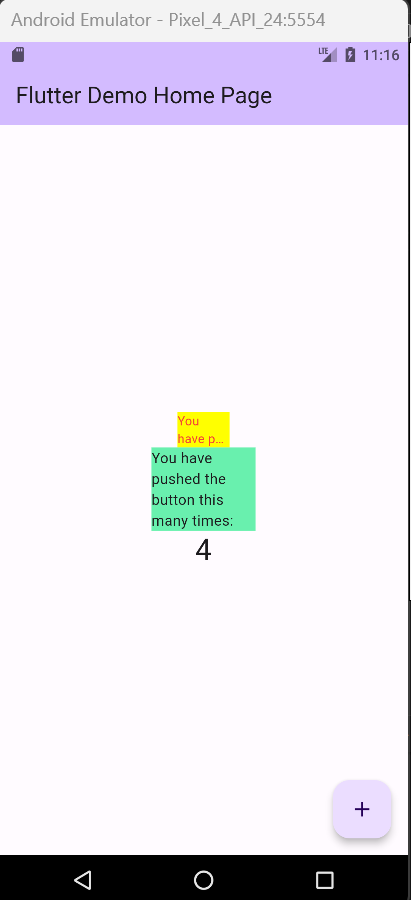 Android Emulator - Pixel_4_API_24:5554
LTE 11:16
Flutter Demo Home Page
You
have p...
You have
pushed the
button this
many times:
4
+